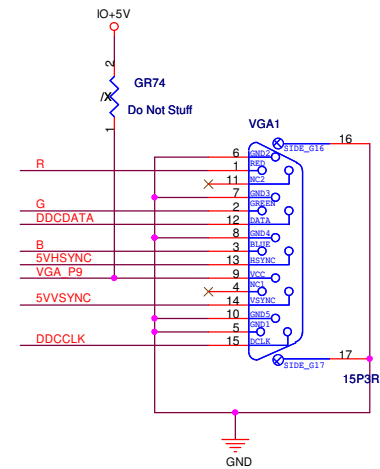 IO+5V
2
GR74
/X
Do Not Stuff
1
VGA1
SIDE_G16
16
6 GND2
R 1 RED
11 NC2
7 GND3
G 2 GREEN
DDCDATA 12 DATA
8 GND4
B 3 BLUE
5VHSYNC 13 HSYNC
VGA_P9 9 VCC
4 NC1
5VVSYNC 14 VSYNC
10 GND5
5 GND1
DDCCLK 15 DCLK
SIDE_G17
17
15P3R
GND